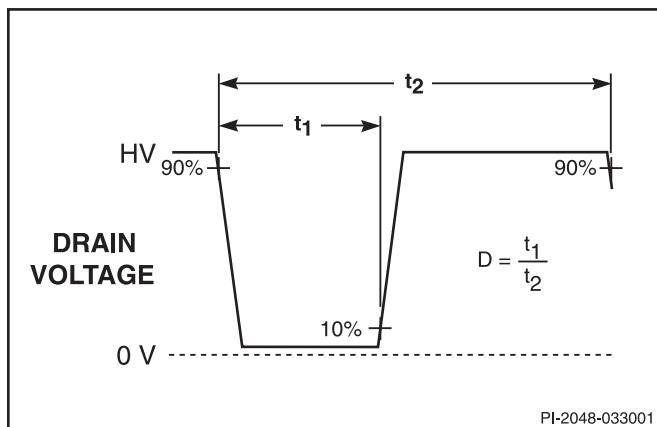 t2
t1
HV
90%
90%
DRAIN
VOLTAGE
D = t1
t2
10%
0 V
PI-2048-033001